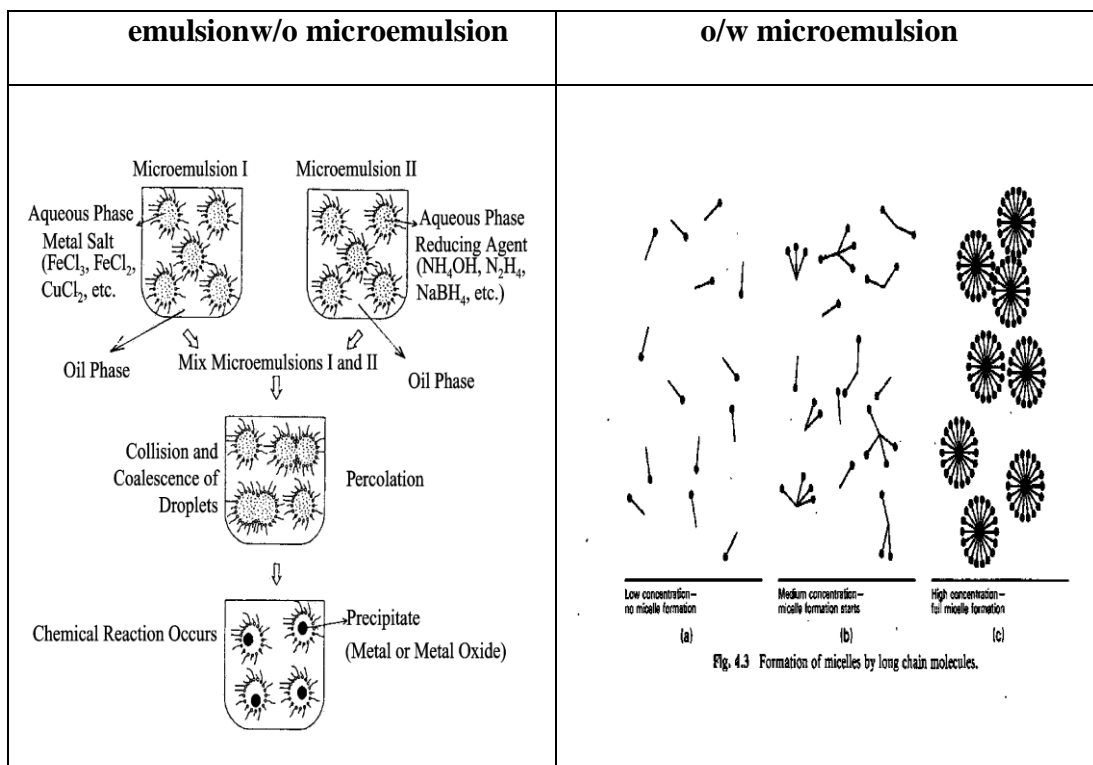 emulsionw/o microemulsion
o/w microemulsion
Microemulsion I
Microemulsion II
Aqueous Phase
Metal Salt
(FeCl3, FeCl2,
CuCl2, etc.
Aqueous Phase
Reducing Agent
(NH4OH, N2H4,
NaBH4, etc.)
Oil Phase
Mix Microemulsions I and II
Oil Phase
Collision and
Coalescence of
Droplets
Percolation
Chemical Reaction Occurs
Precipitate
(Metal or Metal Oxide)
Low concentration–
no micelle formation
(a)
Medium concentration–
micelle formation starts
(b)
High concentration–
full micelle formation
(c)
Fig. 4.3 Formation of micelles by long chain molecules.